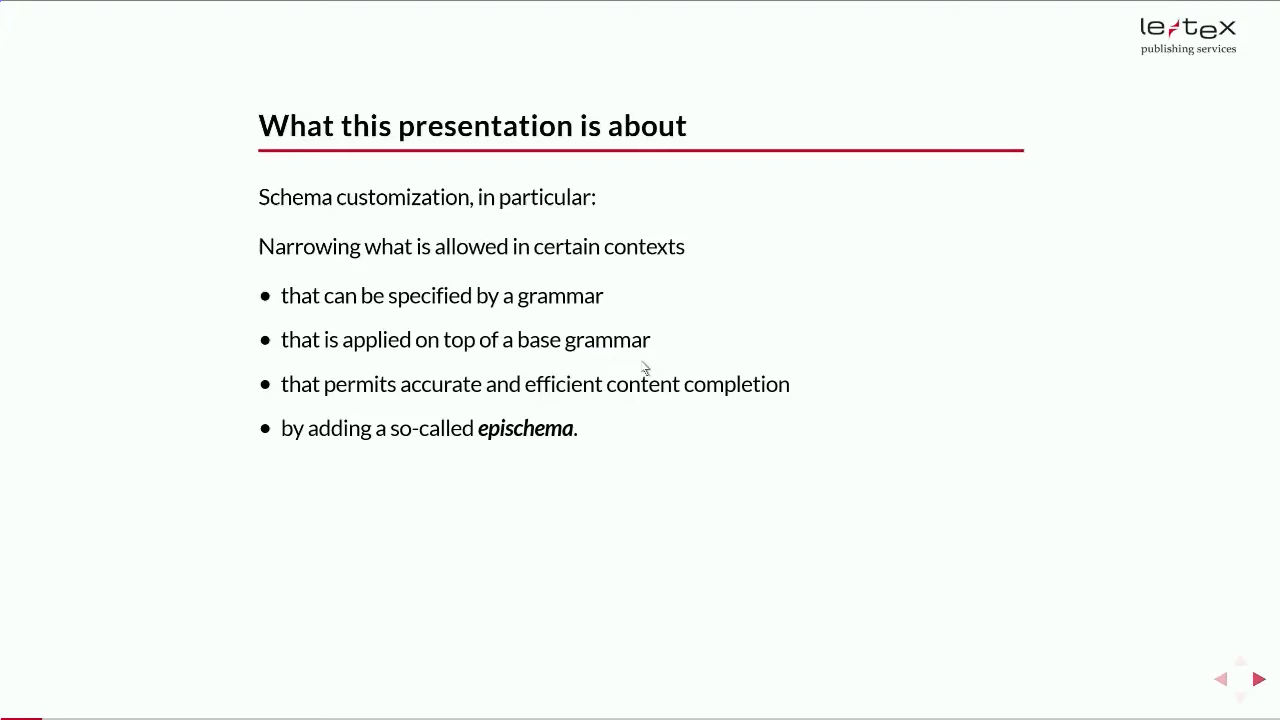 le-tex
publishing services
What this presentation is about
Schema customization, in particular:
Narrowing what is allowed in certain contexts
• that can be specified by a grammar
• that is applied on top of a base grammar
• that permits accurate and efficient content completion
• by adding a so-called epischema.